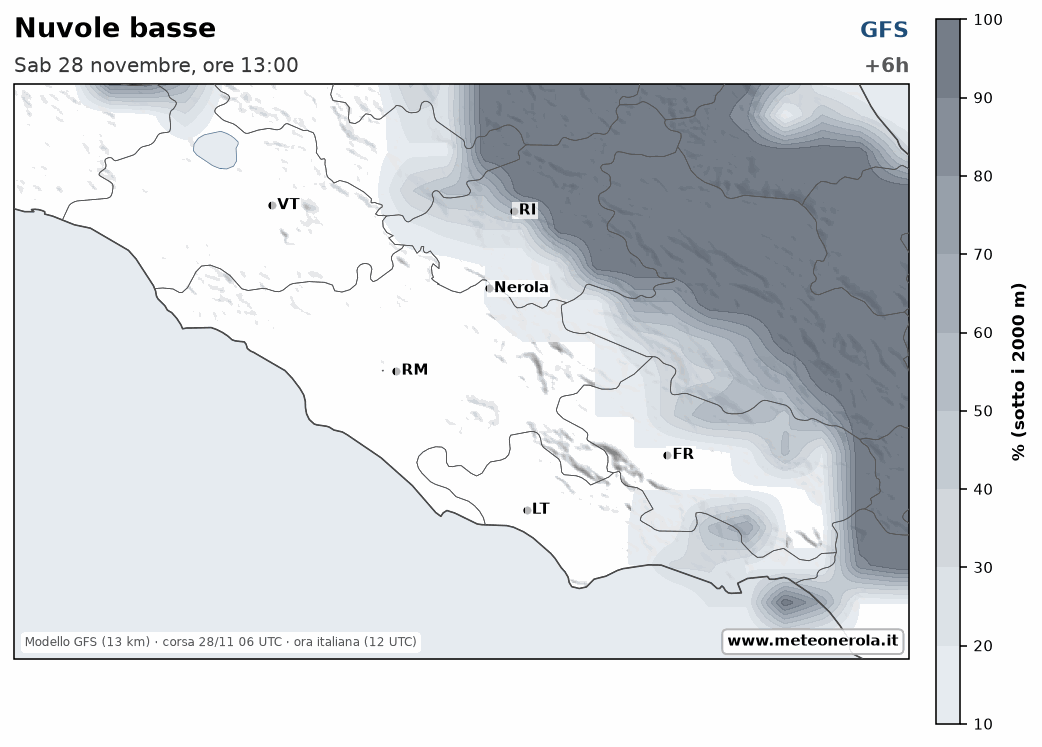 Nuvole basse
GFS
Sab 28 novembre, ore 13:00
+6h
VT
RI
Nerola
RM
FR
LT
Modello GFS (13 km) · corsa 28/11 06 UTC · ora italiana (12 UTC)
www.meteonerola.it
100
90
80
70
60
50
40
30
20
10
% (sotto i 2000 m)